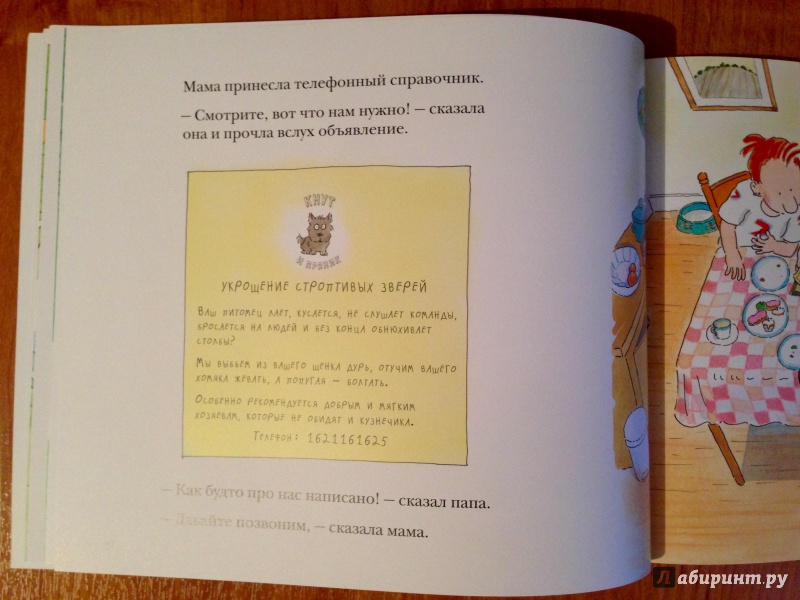 Мама принесла телефонный справочник.
– Смотрите, вот что нам нужно! – сказала
она и прочла вслух объявление.
КНУТ
И ПРЯНИК
УКРОЩЕНИЕ СТРОПТИВЫХ ЗВЕРЕЙ
Ваш питомец лает, кусается, не слушает команды,
бросается на людей и без конца обнюхивает
столбы?
Мы выбьем из вашего щенка дурь, отучим вашего
хомяка жевать, а попугая – болтать.
Особенно рекомендуется добрым и мягким
хозяевам, которые не обидят и кузнечика.
Телефон: 1621161625
– Как будто про нас написано! – сказал папа.
– Давайте позвоним, – сказала мама.
Лабиринт.ру